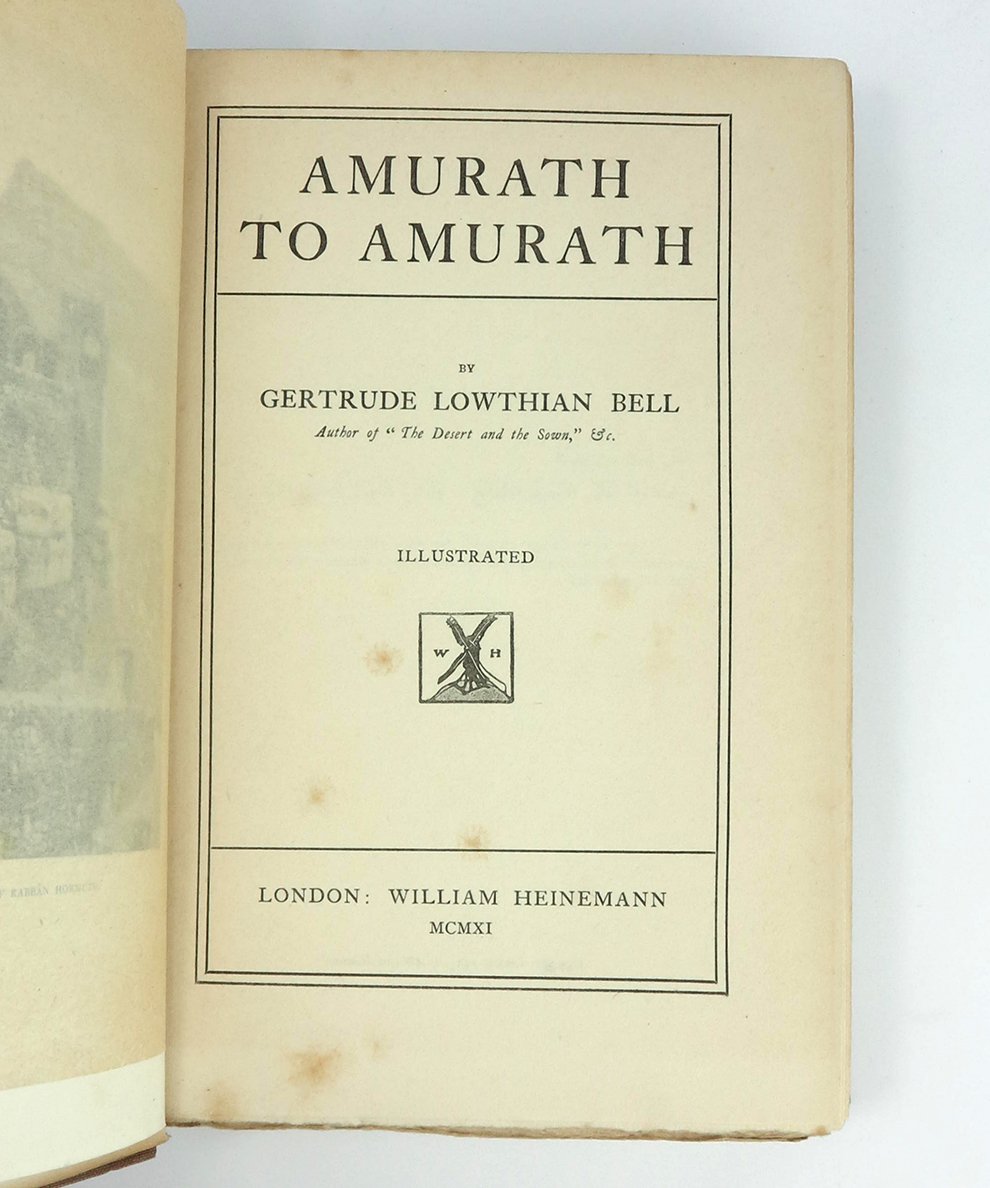 AMURATH
TO AMURATH
BY
GERTRUDE LOWTHIAN BELL
Author of “ The Desert and the Sown,” &c.
ILLUSTRATED
W H
LONDON: WILLIAM HEINEMANN
MCMXI
RABBÂN